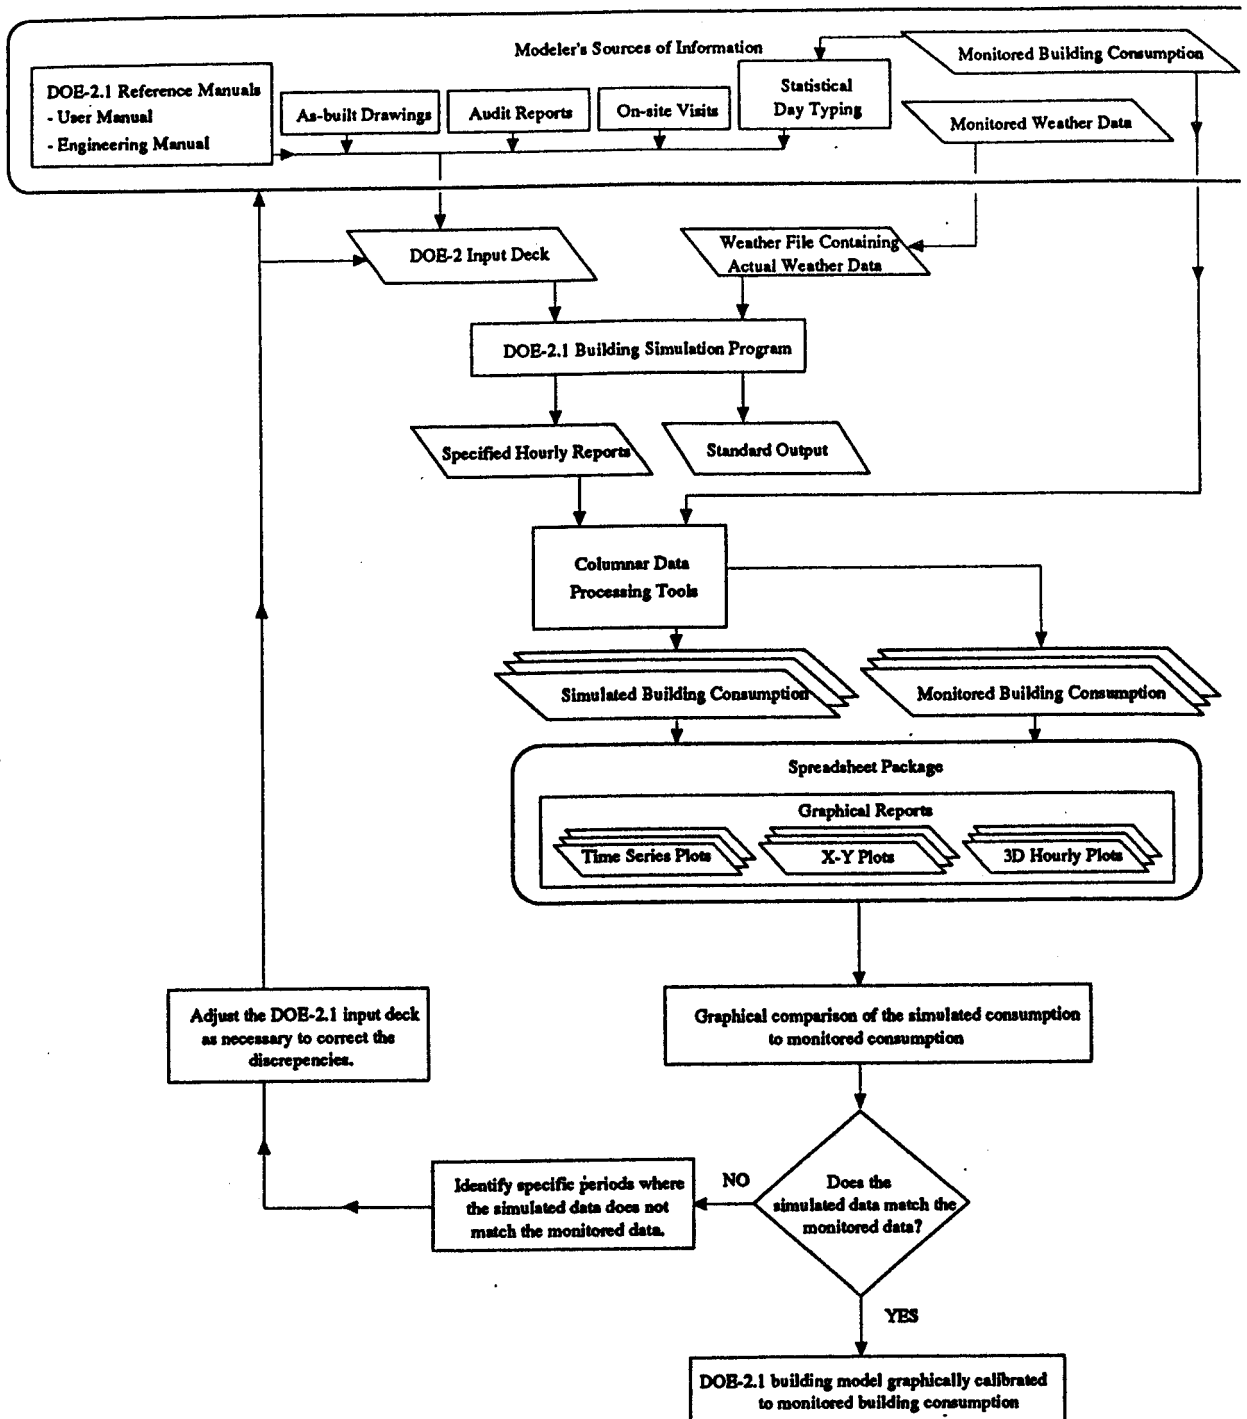 Modeler's Sources of Information
Monitored Building Consumption
DOE-2.1 Reference Manuals
- User Manual
- Engineering Manual
As-built Drawings
Audit Reports
On-site Visits
Statistical
Day Typing
Monitored Weather Data
DOE-2 Input Deck
Weather File Containing
Actual Weather Data
DOE-2.1 Building Simulation Program
Specified Hourly Reports
Standard Output
Columnar Data
Processing Tools
Simulated Building Consumption
Monitored Building Consumption
Spreadsheet Package
Graphical Reports
Time Series Plots
X-Y Plots
3D Hourly Plots
Adjust the DOE-2.1 input deck
as necessary to correct the
discrepencies.
Graphical comparison of the simulated consumption
to monitored consumption
Identify specific periods where
the simulated data does not
match the monitored data.
NO
Does the
simulated data match the
monitored data?
YES
DOE-2.1 building model graphically calibrated
to monitored building consumption